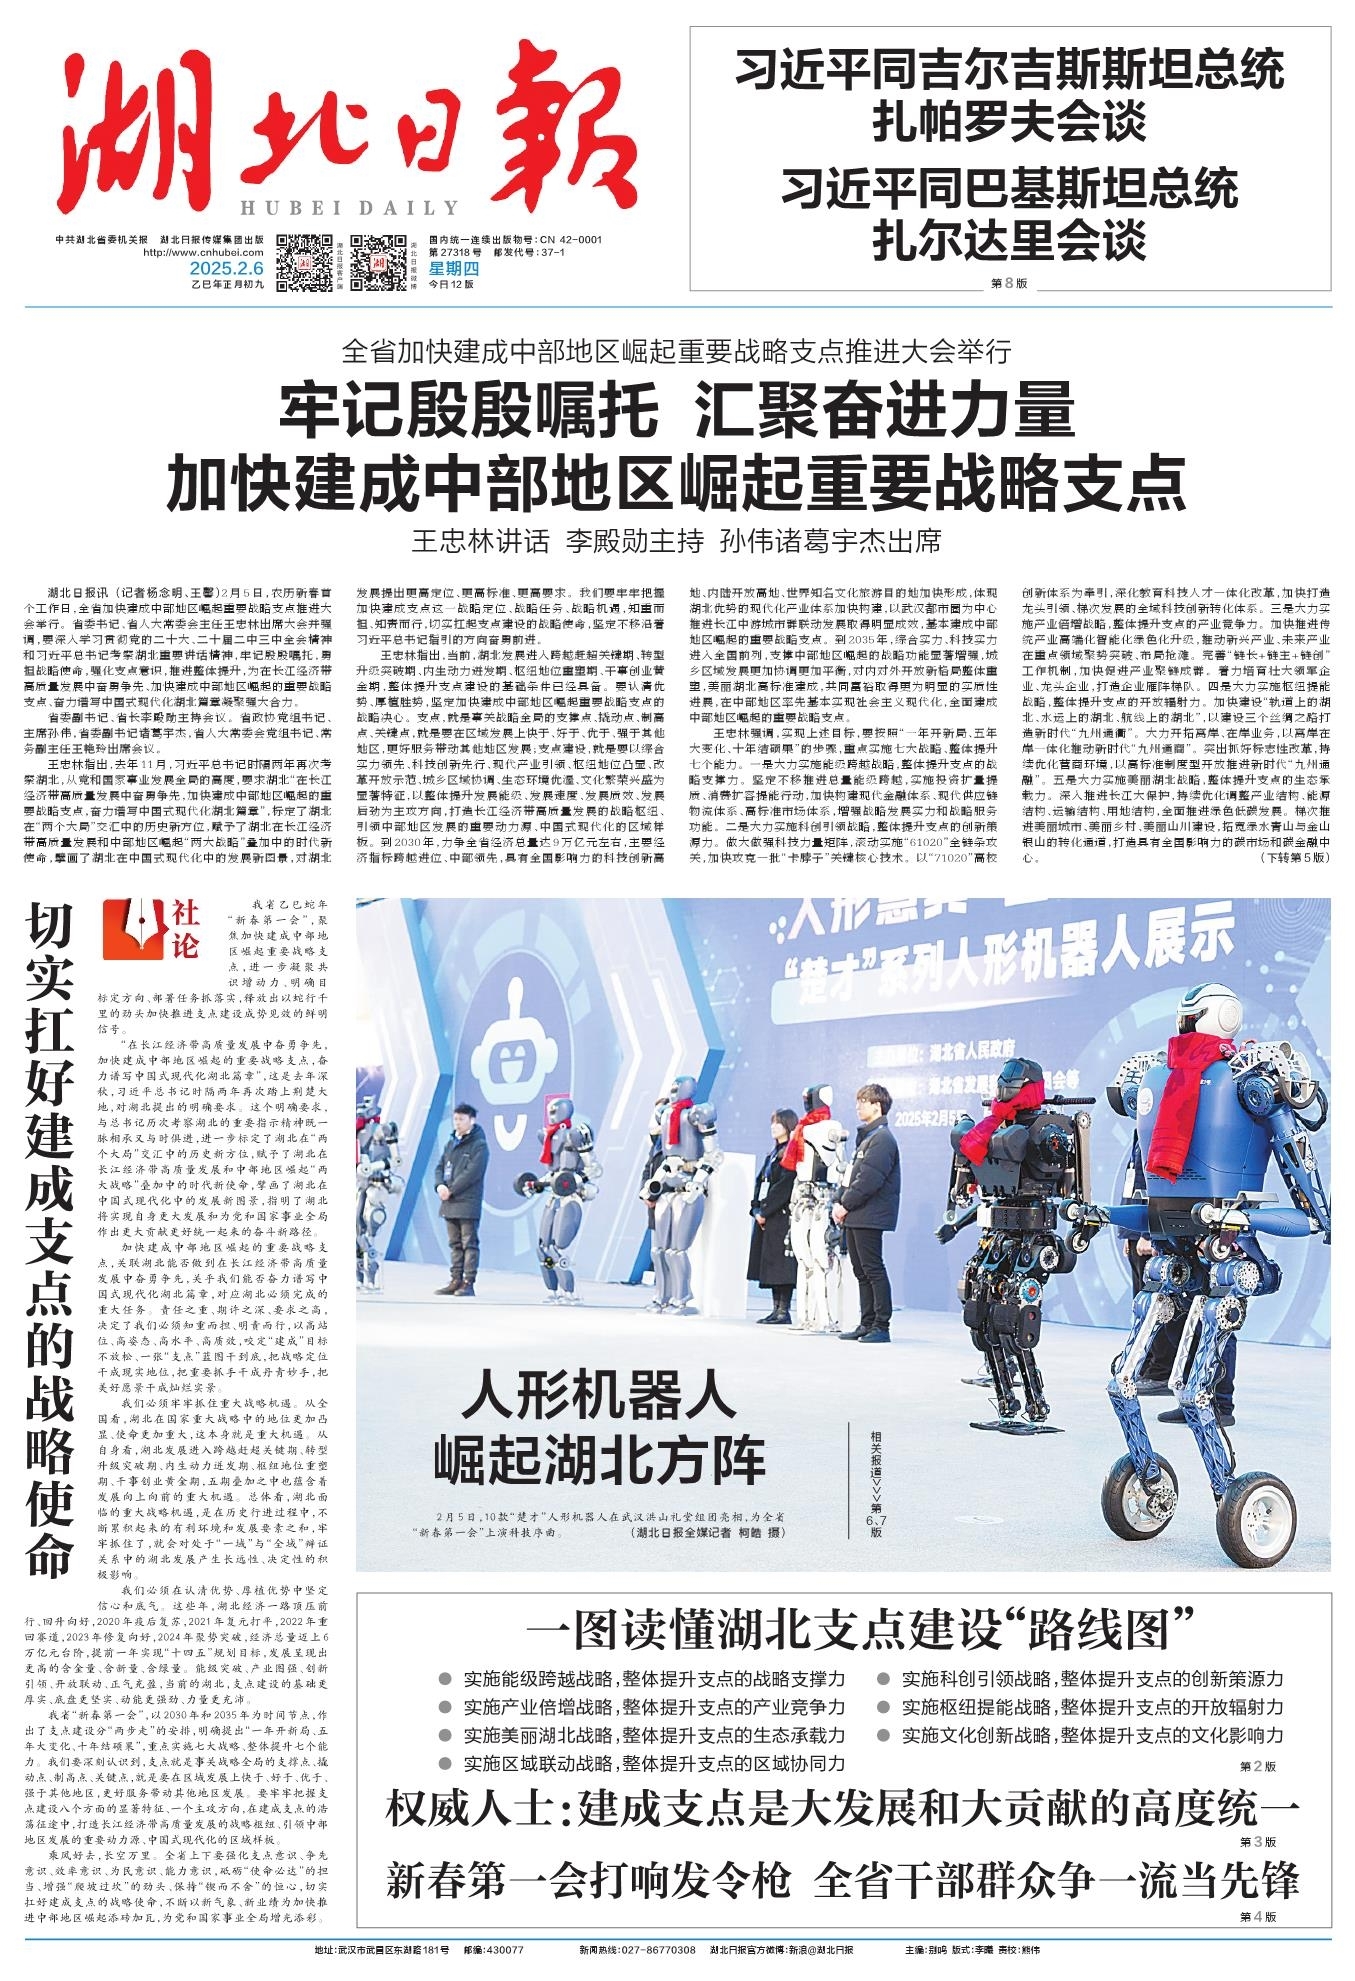 湖北日報
HUBEI DAILY
中共湖北省委机关报 湖北日报传媒集团出版
http://www.cnhubei.com
2025.2.6
乙巳年正月初九
湖北日报客户端
湖北日报微博
国内统一连续出版物号:CN 42-0001
第27318号 邮发代号:37-1
星期四
今日12版
习近平同吉尔吉斯斯坦总统
扎帕罗夫会谈
习近平同巴基斯坦总统
扎尔达里会谈
第8版
全省加快建成中部地区崛起重要战略支点推进大会举行
牢记殷殷嘱托 汇聚奋进力量
加快建成中部地区崛起重要战略支点
王忠林讲话 李殿勋主持 孙伟诸葛宇杰出席
湖北日报讯（记者杨念明、王馨）2月5日,农历新春首
个工作日,全省加快建成中部地区崛起重要战略支点推进大
会举行。省委书记、省人大常委会主任王忠林出席大会并强
调,要深入学习贯彻党的二十大、二十届二中三中全会精神
和习近平总书记考察湖北重要讲话精神,牢记殷殷嘱托,勇
担战略使命,强化支点意识,推进整体提升,为在长江经济带
高质量发展中奋勇争先、加快建成中部地区崛起的重要战略
支点、奋力谱写中国式现代化湖北篇章凝聚强大合力。
省委副书记、省长李殿勋主持会议。省政协党组书记、
主席孙伟,省委副书记诸葛宇杰,省人大常委会党组书记、常
务副主任王艳玲出席会议。
王忠林指出,去年11月,习近平总书记时隔两年再次考
察湖北,从党和国家事业发展全局的高度,要求湖北“在长江
经济带高质量发展中奋勇争先,加快建成中部地区崛起的重
要战略支点,奋力谱写中国式现代化湖北篇章”,标定了湖北
在“两个大局”交汇中的历史新方位,赋予了湖北在长江经济
带高质量发展和中部地区崛起“两大战略”叠加中的时代新
使命,擘画了湖北在中国式现代化中的发展新图景,对湖北
发展提出更高定位、更高标准、更高要求。我们要牢牢把握
加快建成支点这一战略定位、战略任务、战略机遇,知重而
担、知责而行,切实扛起支点建设的战略使命,坚定不移沿着
习近平总书记指引的方向奋勇前进。
王忠林指出,当前,湖北发展进入跨越赶超关键期、转型
升级突破期、内生动力迸发期、枢纽地位重塑期、干事创业黄
金期,整体提升支点建设的基础条件已经具备。要认清优
势、厚植胜势,坚定加快建成中部地区崛起重要战略支点的
战略决心。支点,就是事关战略全局的支撑点、撬动点、制高
点、关键点,就是要在区域发展上快于、好于、优于、强于其他
地区,更好服务带动其他地区发展;支点建设,就是要以综合
实力领先、科技创新先行、现代产业引领、枢纽地位凸显、改
革开放示范、城乡区域协调、生态环境优渥、文化繁荣兴盛为
显著特征,以整体提升发展能级、发展速度、发展质效、发展
后劲为主攻方向,打造长江经济带高质量发展的战略枢纽、
引领中部地区发展的重要动力源、中国式现代化的区域样
板。到2030年,力争全省经济总量达9万亿元左右,主要经
济指标跨越进位、中部领先,具有全国影响力的科技创新高
地、内陆开放高地、世界知名文化旅游目的地加快形成,体现
湖北优势的现代化产业体系加快构建,以武汉都市圈为中心
推进长江中游城市群联动发展取得明显成效,基本建成中部
地区崛起的重要战略支点。到2035年,综合实力、科技实力
进入全国前列,支撑中部地区崛起的战略功能显著增强,城
乡区域发展更加协调更加平衡,对内对外开放新格局整体重
塑,美丽湖北高标准建成,共同富裕取得更为明显的实质性
进展,在中部地区率先基本实现社会主义现代化,全面建成
中部地区崛起的重要战略支点。
王忠林强调,实现上述目标,要按照“一年开新局、五年
大变化、十年结硕果”的步骤,重点实施七大战略、整体提升
七个能力。一是大力实施能级跨越战略,整体提升支点的战
略支撑力。坚定不移推进总量能级跨越,实施投资扩量提
质、消费扩容提能行动,加快构建现代金融体系、现代供应链
物流体系、高标准市场体系,增强战略发展实力和战略服务
功能。二是大力实施科创引领战略,整体提升支点的创新策
源力。做大做强科技力量矩阵,滚动实施“61020”全链条攻
关,加快攻克一批“卡脖子”关键核心技术。以“71020”高校
创新体系为牵引,深化教育科技人才一体化改革,加快打造
龙头引领、梯次发展的全域科技创新转化体系。三是大力实
施产业倍增战略,整体提升支点的产业竞争力。加快推进传
统产业高端化智能化绿色化升级,推动新兴产业、未来产业
在重点领域聚势突破、布局抢滩。完善“链长+链主+链创”
工作机制,加快促进产业聚链成群。着力培育壮大领军企
业、龙头企业,打造企业雁阵梯队。四是大力实施枢纽提能
战略,整体提升支点的开放辐射力。加快建设“轨道上的湖
北、水运上的湖北、航线上的湖北”,以建设三个丝绸之路打
造新时代“九州通衢”。大力开拓离岸、在岸业务,以离岸在
岸一体化推动新时代“九州通商”。突出抓好标志性改革,持
续优化营商环境,以高标准制度型开放推进新时代“九州通
融”。五是大力实施美丽湖北战略,整体提升支点的生态承
载力。深入推进长江大保护,持续优化调整产业结构、能源
结构、运输结构、用地结构,全面推进绿色低碳发展。梯次推
进美丽城市、美丽乡村、美丽山川建设,拓宽绿水青山与金山
银山的转化通道,打造具有全国影响力的碳市场和碳金融中
心。 （下转第5版）
切实扛好建成支点的战略使命
社论
我省乙巳蛇年
“新春第一会”,聚
焦加快建成中部地
区崛起重要战略支
点,进一步凝聚共
识增动力、明确目
标定方向、部署任务抓落实,释放出以蛇行千
里的劲头加快推进支点建设成势见效的鲜明
信号。
“在长江经济带高质量发展中奋勇争先,
加快建成中部地区崛起的重要战略支点,奋
力谱写中国式现代化湖北篇章”,这是去年深
秋,习近平总书记时隔两年再次踏上荆楚大
地,对湖北提出的明确要求。这个明确要求,
与总书记历次考察湖北的重要指示精神既一
脉相承又与时俱进,进一步标定了湖北在“两
个大局”交汇中的历史新方位,赋予了湖北在
长江经济带高质量发展和中部地区崛起“两
大战略”叠加中的时代新使命,擘画了湖北在
中国式现代化中的发展新图景,指明了湖北
将实现自身更大发展和为党和国家事业全局
作出更大贡献更好统一起来的奋斗新路径。
加快建成中部地区崛起的重要战略支
点,关联湖北能否做到在长江经济带高质量
发展中奋勇争先,关乎我们能否奋力谱写中
国式现代化湖北篇章,对应湖北必须完成的
重大任务。责任之重、期许之深、要求之高,
决定了我们必须知重而担、明责而行,以高站
位、高姿态、高水平、高质效,咬定“建成”目标
不放松、一张“支点”蓝图干到底,把战略定位
干成现实地位,把重要抓手干成丹青妙手,把
美好愿景干成灿烂实景。
我们必须牢牢抓住重大战略机遇。从全
国看,湖北在国家重大战略中的地位更加凸
显、使命更加重大,这本身就是重大机遇。从
自身看,湖北发展进入跨越赶超关键期、转型
升级突破期、内生动力迸发期、枢纽地位重塑
期、干事创业黄金期,五期叠加之中也蕴含着
发展向上向前的重大机遇。总体看,湖北面
临的重大战略机遇,是在历史行进过程中,不
断累积起来的有利环境和发展要素之和,牢
牢抓住了,就会对处于“一域”与“全域”辩证
关系中的湖北发展产生长远性、决定性的积
极影响。
我们必须在认清优势、厚植优势中坚定
信心和底气。这些年,湖北经济一路顶压前
行、回升向好,2020年疫后复苏,2021年复元打平,2022年重
回赛道,2023年修复向好,2024年聚势突破,经济总量迈上6
万亿元台阶,提前一年实现“十四五”规划目标,发展呈现出
更高的含金量、含新量、含绿量。能级突破、产业图强、创新
引领、开放联动、正气充盈,当前的湖北,支点建设的基础更
厚实、底盘更坚实、动能更强劲、力量更充沛。
我省“新春第一会”,以2030年和2035年为时间节点,作
出了支点建设分“两步走”的安排,明确提出“一年开新局、五
年大变化、十年结硕果”,重点实施七大战略、整体提升七个能
力。我们要深刻认识到,支点就是事关战略全局的支撑点、撬
动点、制高点、关键点,就是要在区域发展上快于、好于、优于、
强于其他地区,更好服务带动其他地区发展。要牢牢把握支
点建设八个方面的显著特征、一个主攻方向,在建成支点的浩
荡征途中,打造长江经济带高质量发展的战略枢纽、引领中部
地区发展的重要动力源、中国式现代化的区域样板。
乘风好去,长空万里。全省上下要强化支点意识、争先
意识、效率意识、为民意识、能力意识,砥砺“使命必达”的担
当、增强“爬坡过坎”的劲头、保持“锲而不舍”的恒心,切实
扛好建成支点的战略使命,不断以新气象、新业绩为加快推
进中部地区崛起添砖加瓦,为党和国家事业全局增光添彩。
“楚才”系列人形机器人展示
湖北省人民政府
人形机器人
崛起湖北方阵
2月5日,10款“楚才”人形机器人在武汉洪山礼堂组团亮相,为全省
“新春第一会”上演科技序曲。 （湖北日报全媒记者 柯皓 摄）
相关报道>>>第6、7版
一图读懂湖北支点建设“路线图”
● 实施能级跨越战略,整体提升支点的战略支撑力 ● 实施科创引领战略,整体提升支点的创新策源力
● 实施产业倍增战略,整体提升支点的产业竞争力 ● 实施枢纽提能战略,整体提升支点的开放辐射力
● 实施美丽湖北战略,整体提升支点的生态承载力 ● 实施文化创新战略,整体提升支点的文化影响力
● 实施区域联动战略,整体提升支点的区域协同力
第2版
权威人士:建成支点是大发展和大贡献的高度统一
第3版
新春第一会打响发令枪 全省干部群众争一流当先锋
第4版
地址:武汉市武昌区东湖路181号 邮编:430077 新闻热线:027-86770308 湖北日报官方微博:新浪@湖北日报 主编:别鸣 版式:李曦 责校:熊伟